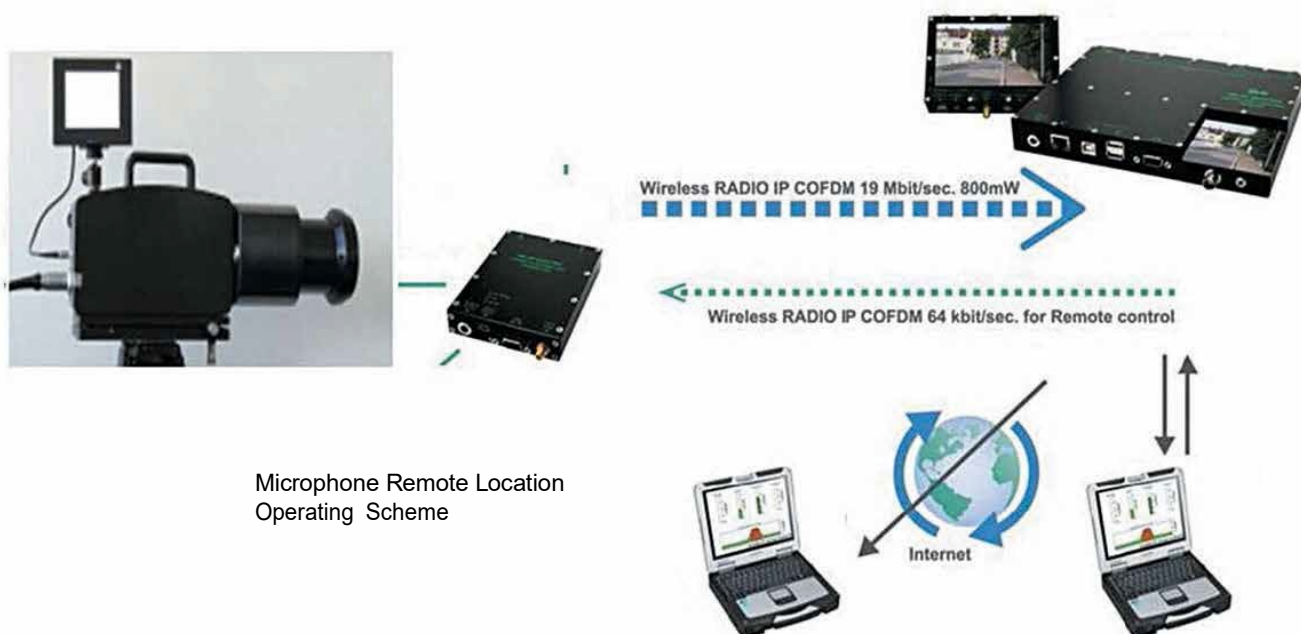 Wireless RADIO IP COFDM 19 Mbit/sec. 800mW
Wireless RADIO IP COFDM 64 kbit/sec. for Remote control
Microphone Remote Location
Operating Scheme
Internet